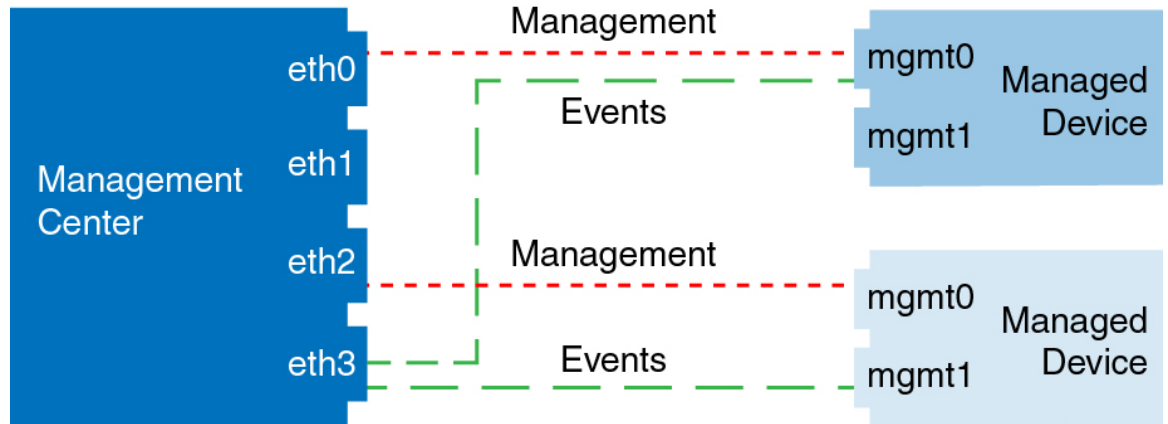 Management
Center
eth0
eth1
eth2
eth3
Management
Events
mgmt0
mgmt1
Managed
Device
Management
Events
mgmt0
mgmt1
Managed
Device